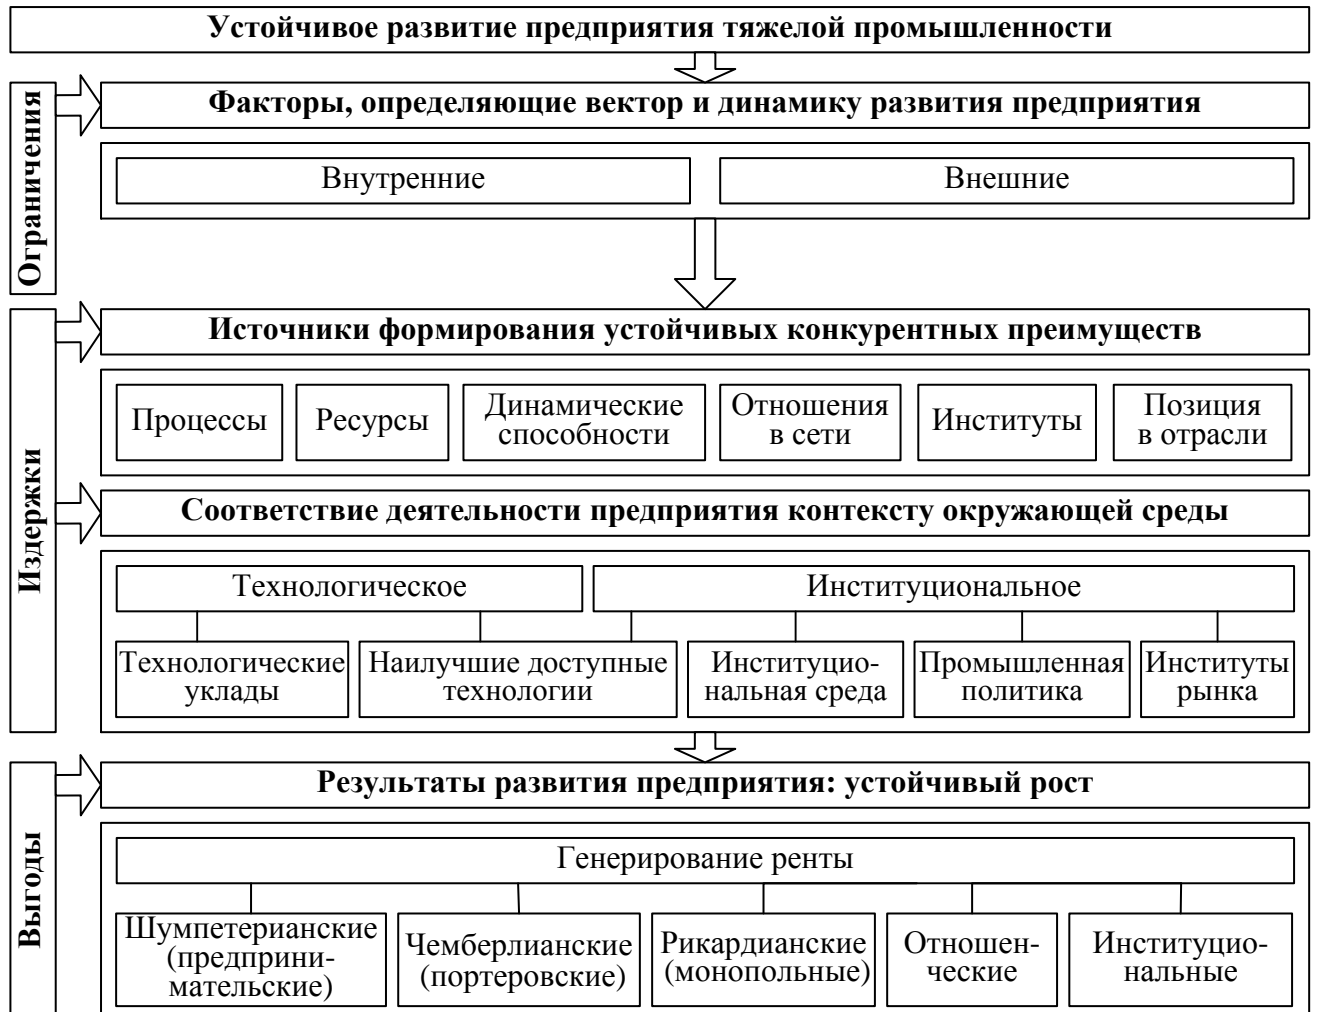 Устойчивое развитие предприятия тяжелой промышленности
Ограничения
Факторы, определяющие вектор и динамику развития предприятия
Внутренние
Внешние
Издержки
Источники формирования устойчивых конкурентных преимуществ
Процессы
Ресурсы
Динамические
способности
Отношения
в сети
Институты
Позиция
в отрасли
Соответствие деятельности предприятия контексту окружающей среды
Технологическое
Институциональное
Технологические
уклады
Наилучшие доступные
технологии
Институцио-
нальная среда
Промышленная
политика
Институты
рынка
Выгоды
Результаты развития предприятия: устойчивый рост
Генерирование ренты
Шумпетерианские
(предприни-
мательские)
Чемберлианские
(портеровские)
Рикардианские
(монопольные)
Отношен-
ческие
Институцио-
нальные